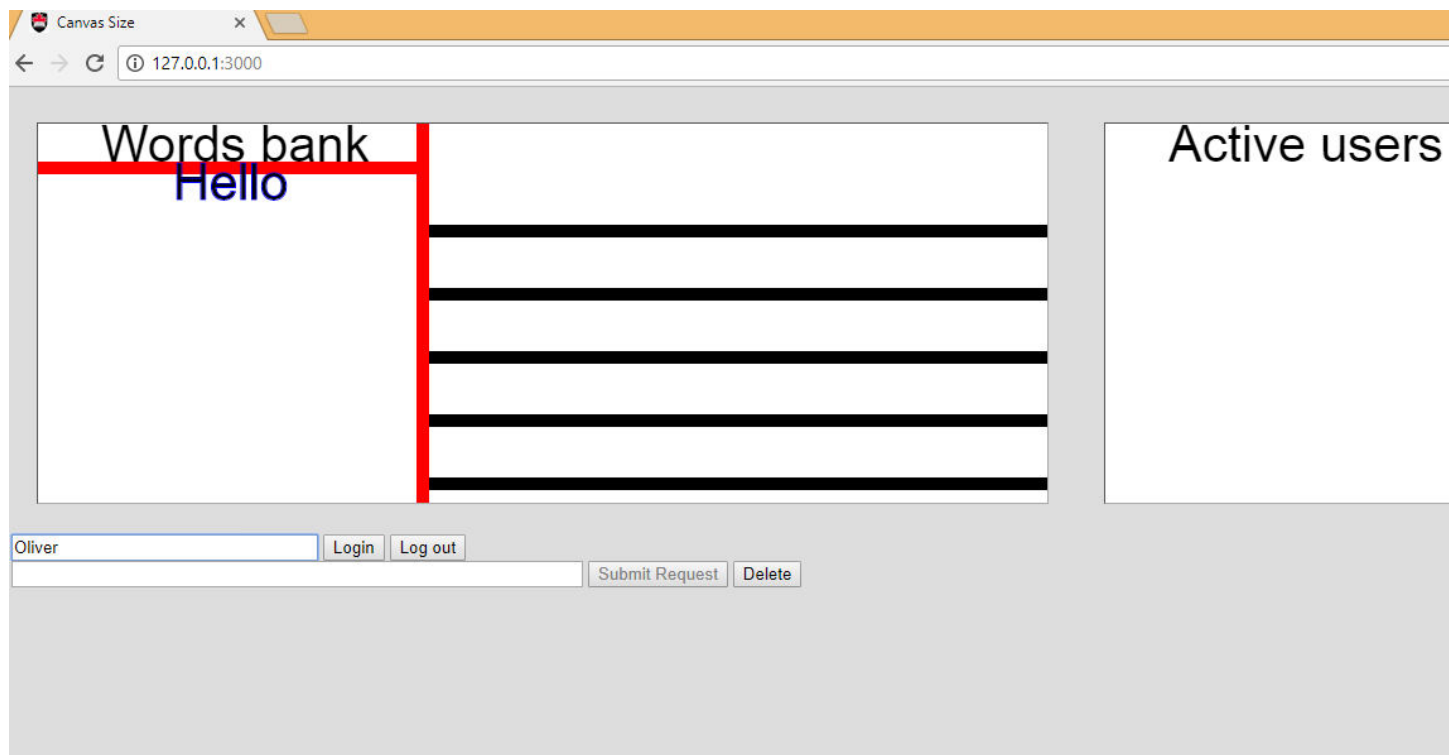 Canvas Size
127.0.0.1:3000
Words bank
Active users
Hello
Oliver Login Log out
Submit Request Delete